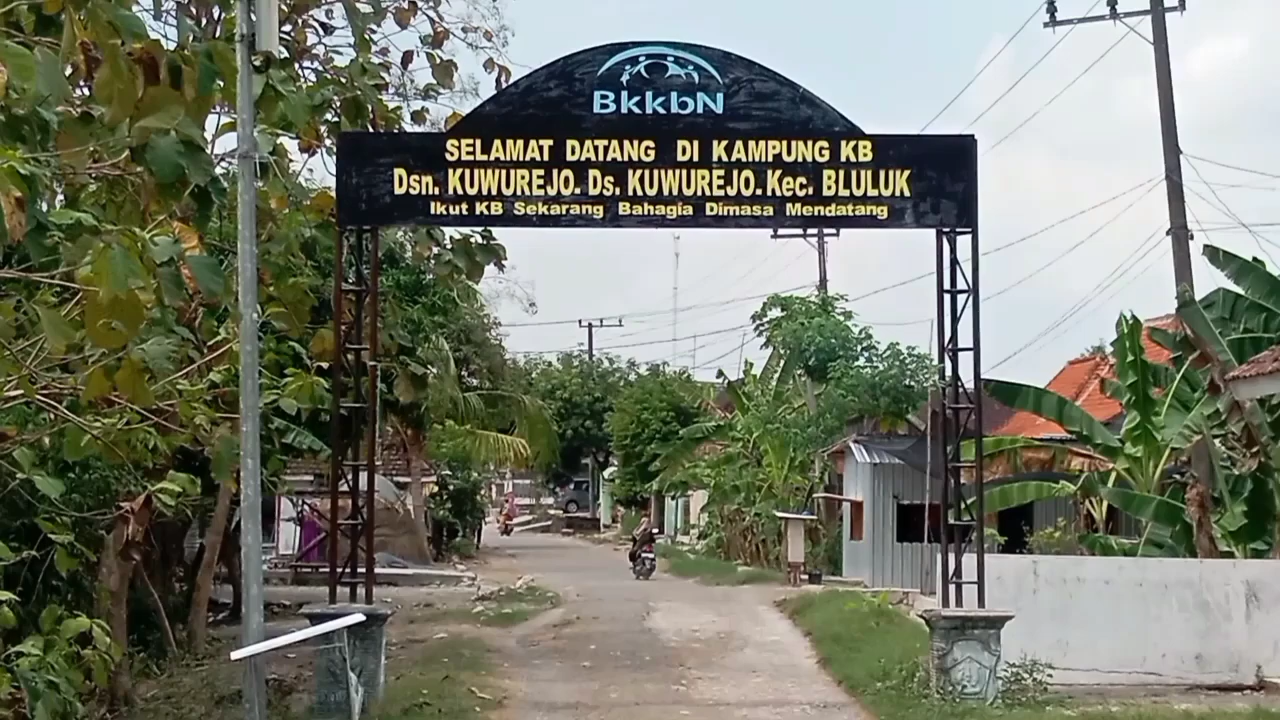 BkkbN
SELAMAT DATANG DI KAMPUNG KB
Dsn. KUWUREJO. Ds. KUWUREJO. Kec. BLULUK
Ikut KB Sekarang Bahagia Dimasa Mendatang